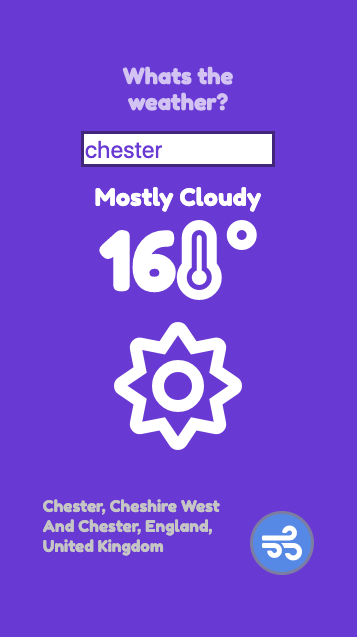 Whats the
weather?
chester
Mostly Cloudy
16°
Chester, Cheshire West
And Chester, England,
United Kingdom